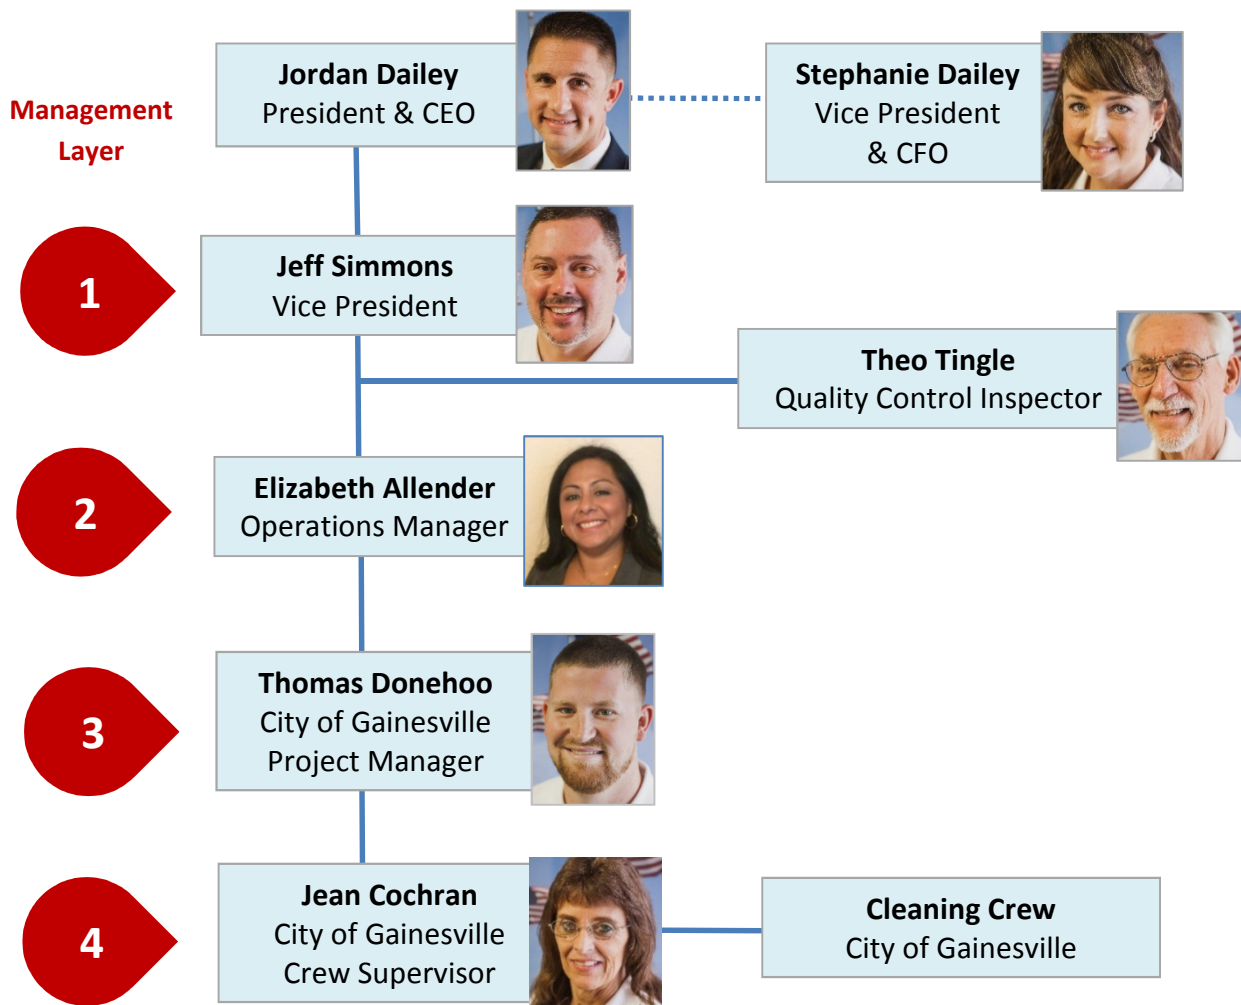 Jordan Dailey
President & CEO
Stephanie Dailey
Vice President
& CFO
Management
Layer
1
Jeff Simmons
Vice President
Theo Tingle
Quality Control Inspector
2
Elizabeth Allender
Operations Manager
3
Thomas Donehoo
City of Gainesville
Project Manager
4
Jean Cochran
City of Gainesville
Crew Supervisor
Cleaning Crew
City of Gainesville